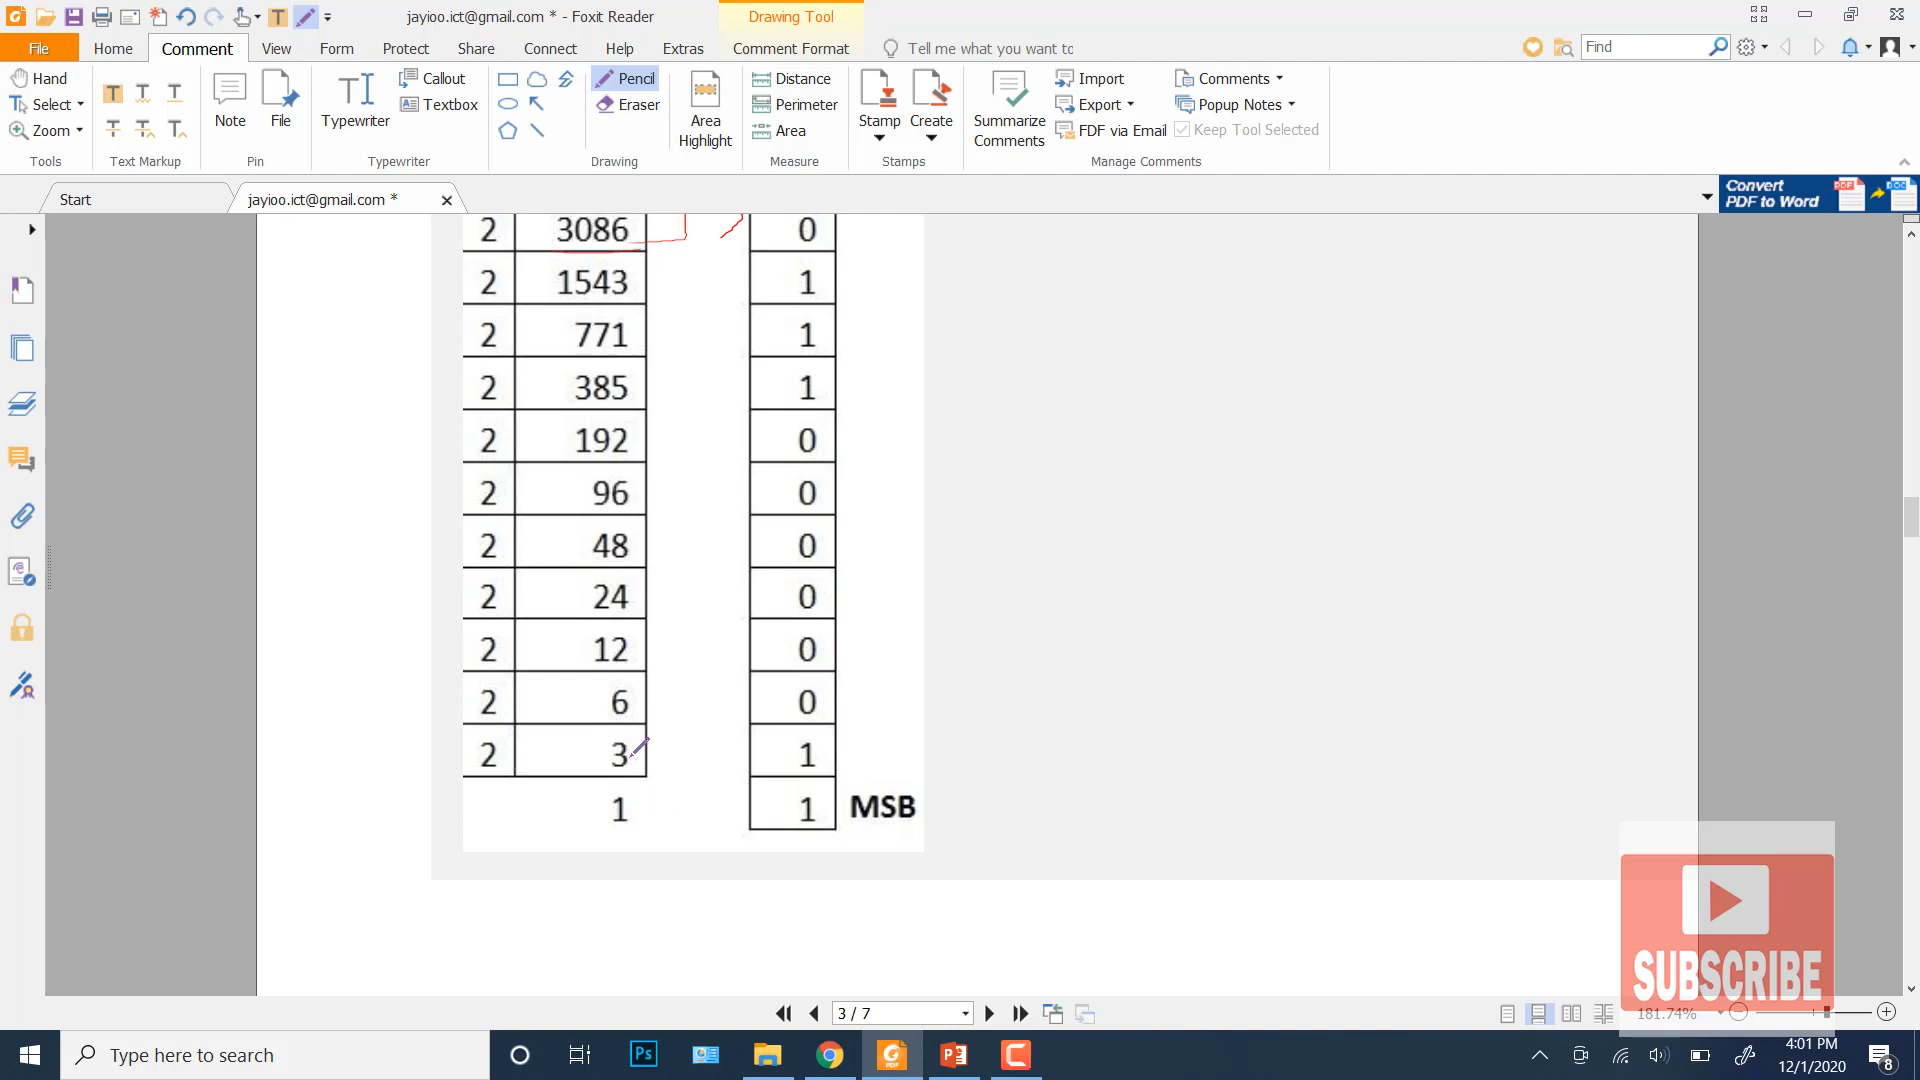 jayioo.ict@gmail.com * - Foxit Reader
Drawing Tool
File
Home
Comment
View
Form
Protect
Share
Connect
Help
Extras
Comment Format
Tell me what you want to
Find
Hand
Select
Zoom
Tools
Text Markup
Note
File
Pin
Typewriter
Callout
Textbox
Typewriter
Pencil
Eraser
Drawing
Area
Highlight
Distance
Perimeter
Area
Measure
Stamp
Create
Stamps
Summarize
Comments
Import
Export
FDF via Email
Comments
Popup Notes
Keep Tool Selected
Manage Comments
Start
jayioo.ict@gmail.com *
Convert
PDF to Word
2 3086 0
2 1543 1
2 771 1
2 385 1
2 192 0
2 96 0
2 48 0
2 24 0
2 12 0
2 6 0
2 3 1
1 1 MSB
SUBSCRIBE
3 / 7
181.74%
Type here to search
4:01 PM
12/1/2020
8